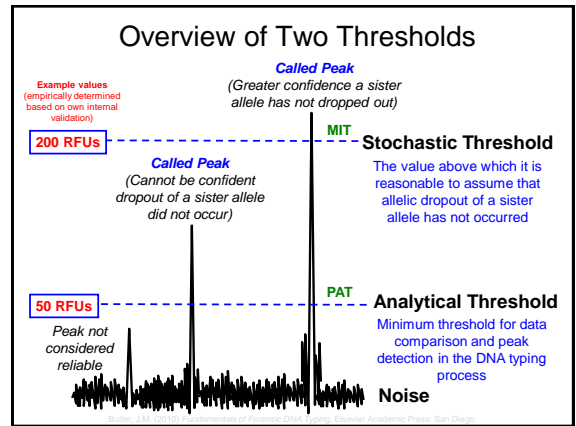 Overview of Two Thresholds
Example values
(empirically determined
based on own internal
validation)
Called Peak
(Greater confidence a sister
allele has not dropped out)
200 RFUs
MIT
Stochastic Threshold
The value above which it is
reasonable to assume that
allelic dropout of a sister
allele has not occurred
Called Peak
(Cannot be confident
dropout of a sister allele
did not occur)
50 RFUs
PAT
Analytical Threshold
Minimum threshold for data
comparison and peak
detection in the DNA typing
process
Peak not
considered
reliable
Noise
Butler, J.M. (2010) Fundamentals of Forensic DNA Typing. Elsevier Academic Press: San Diego.